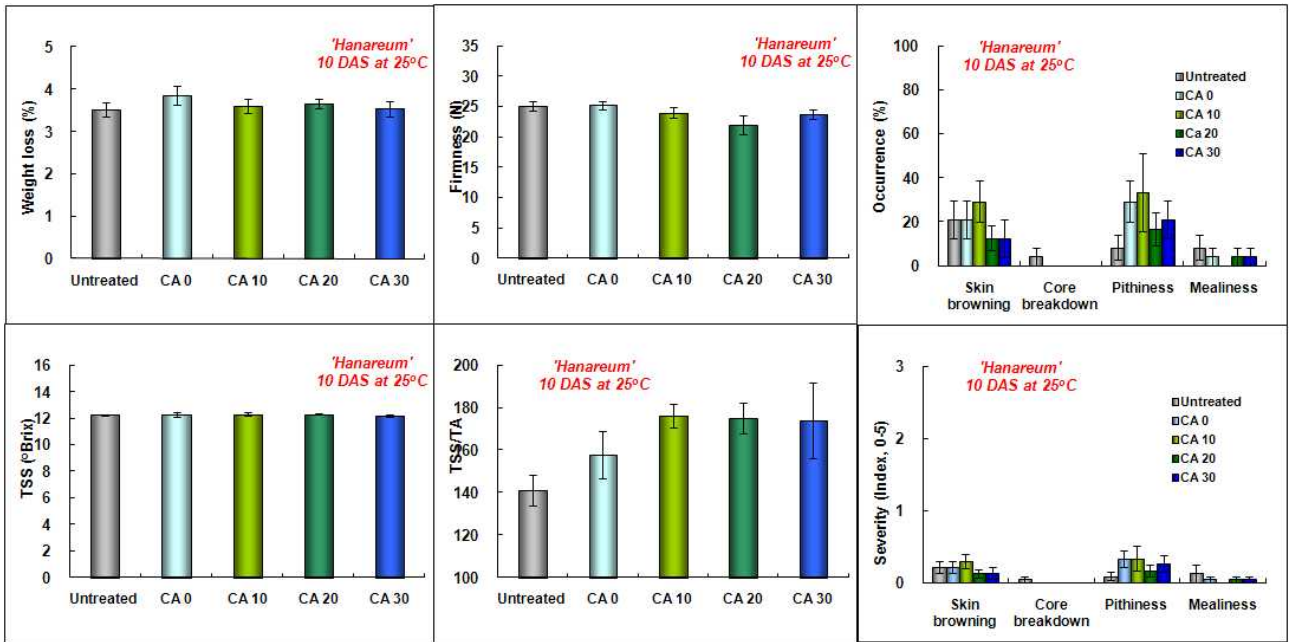 5
4
3
2
1
0
Weight loss (%)
'Hanareum'
10 DAS at 25°C
Untreated CA 0 CA 10 CA 20 CA 30
35
30
25
20
15
10
5
0
Firmness (N)
'Hanareum'
10 DAS at 25°C
Untreated CA 0 CA 10 CA 20 CA 30
100
80
60
40
20
0
Occurrence (%)
'Hanareum'
10 DAS at 25°C
Untreated
CA 0
CA 10
Ca 20
CA 30
Skin Core Pithiness Mealiness
browning breakdown
16
14
12
10
8
6
4
2
0
TSS (°Brix)
'Hanareum'
10 DAS at 25°C
Untreated CA 0 CA 10 CA 20 CA 30
200
180
160
140
120
100
TSS/TA
'Hanareum'
10 DAS at 25°C
Untreated CA 0 CA 10 CA 20 CA 30
3
2
1
0
Severity (Index, 0.5)
'Hanareum'
10 DAS at 25°C
Untreated
CA 0
CA 10
CA 20
CA 30
Skin Core Pithiness Mealiness
browning breakdown